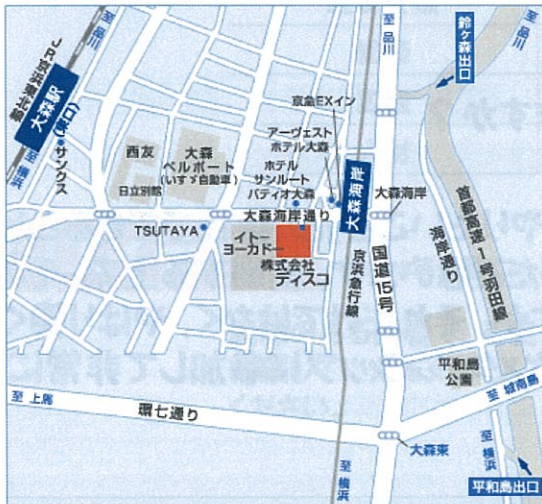 至 品川
JR京浜東北線
大森駅
(東口)
至 横浜
サンクス
西友
日立別館
大森
ベルポート
(いすゞ自動車)
京急EXイン
アーヴェスト
ホテル大森
ホテル
サンルート
パティオ大森
大森海岸通り
TSUTAYA
イトー
ヨーカドー
株式会社
ディスコ
大森海岸
京浜急行線
至 品川
鈴ヶ森出口
大森海岸
国道15号
海岸通り
首都高速1号羽田線
平和島
公園
至 城南島
至 上馬
環七通り
大森東
至 横浜
至 横浜
平和島出口